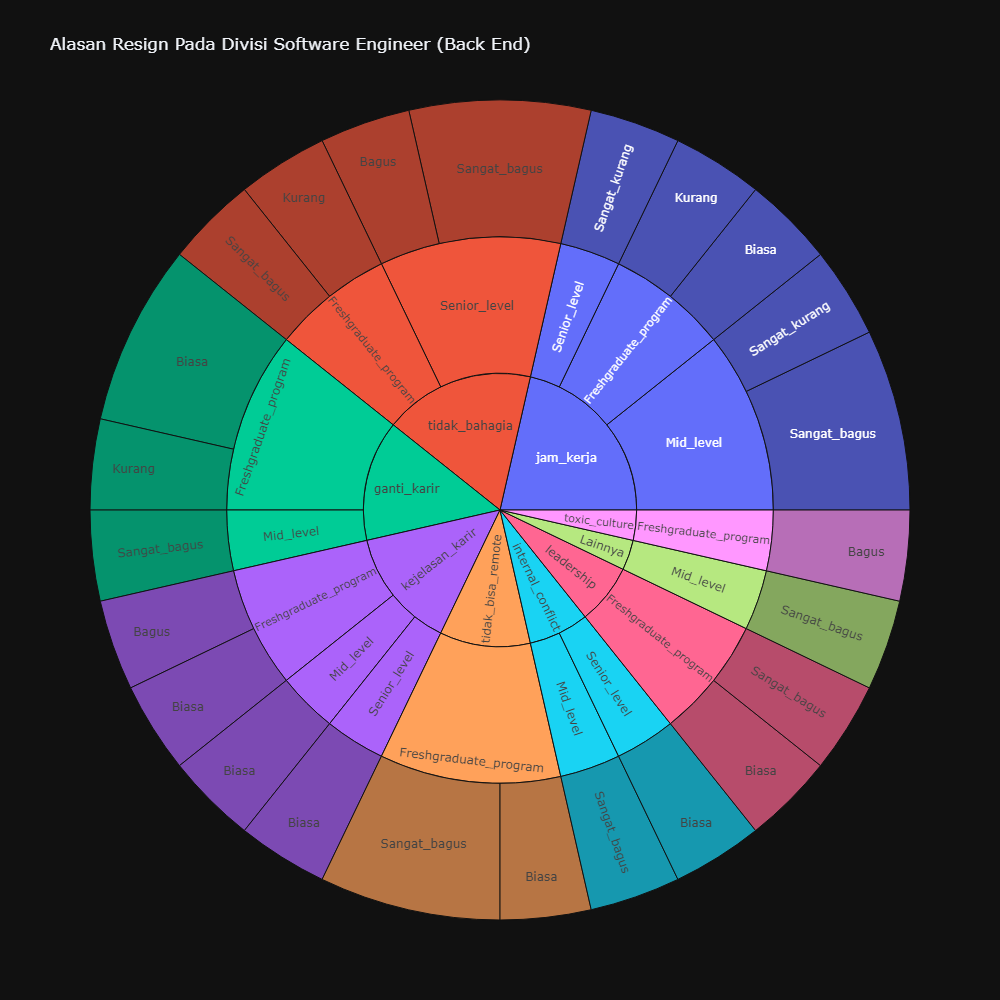 Alasan Resign Pada Divisi Software Engineer (Back End)
jam_kerja
Mid_level
Sangat_bagus
Sangat_kurang
Freshgraduate_program
Biasa
Kurang
Senior_level
Sangat_kurang
tidak_bahagia
Senior_level
Sangat_bagus
Bagus
Freshgraduate_program
Kurang
Sangat_bagus
ganti_karir
Freshgraduate_program
Biasa
Kurang
Mid_level
Sangat_bagus
kejelasan_karir
Freshgraduate_program
Bagus
Biasa
Mid_level
Biasa
Senior_level
Biasa
tidak_bisa_remote
Freshgraduate_program
Sangat_bagus
Biasa
internal_conflict
Mid_level
Sangat_bagus
Senior_level
Biasa
leadership
Freshgraduate_program
Biasa
Sangat_bagus
Lainnya
Mid_level
Sangat_bagus
toxic_culture
Freshgraduate_program
Bagus